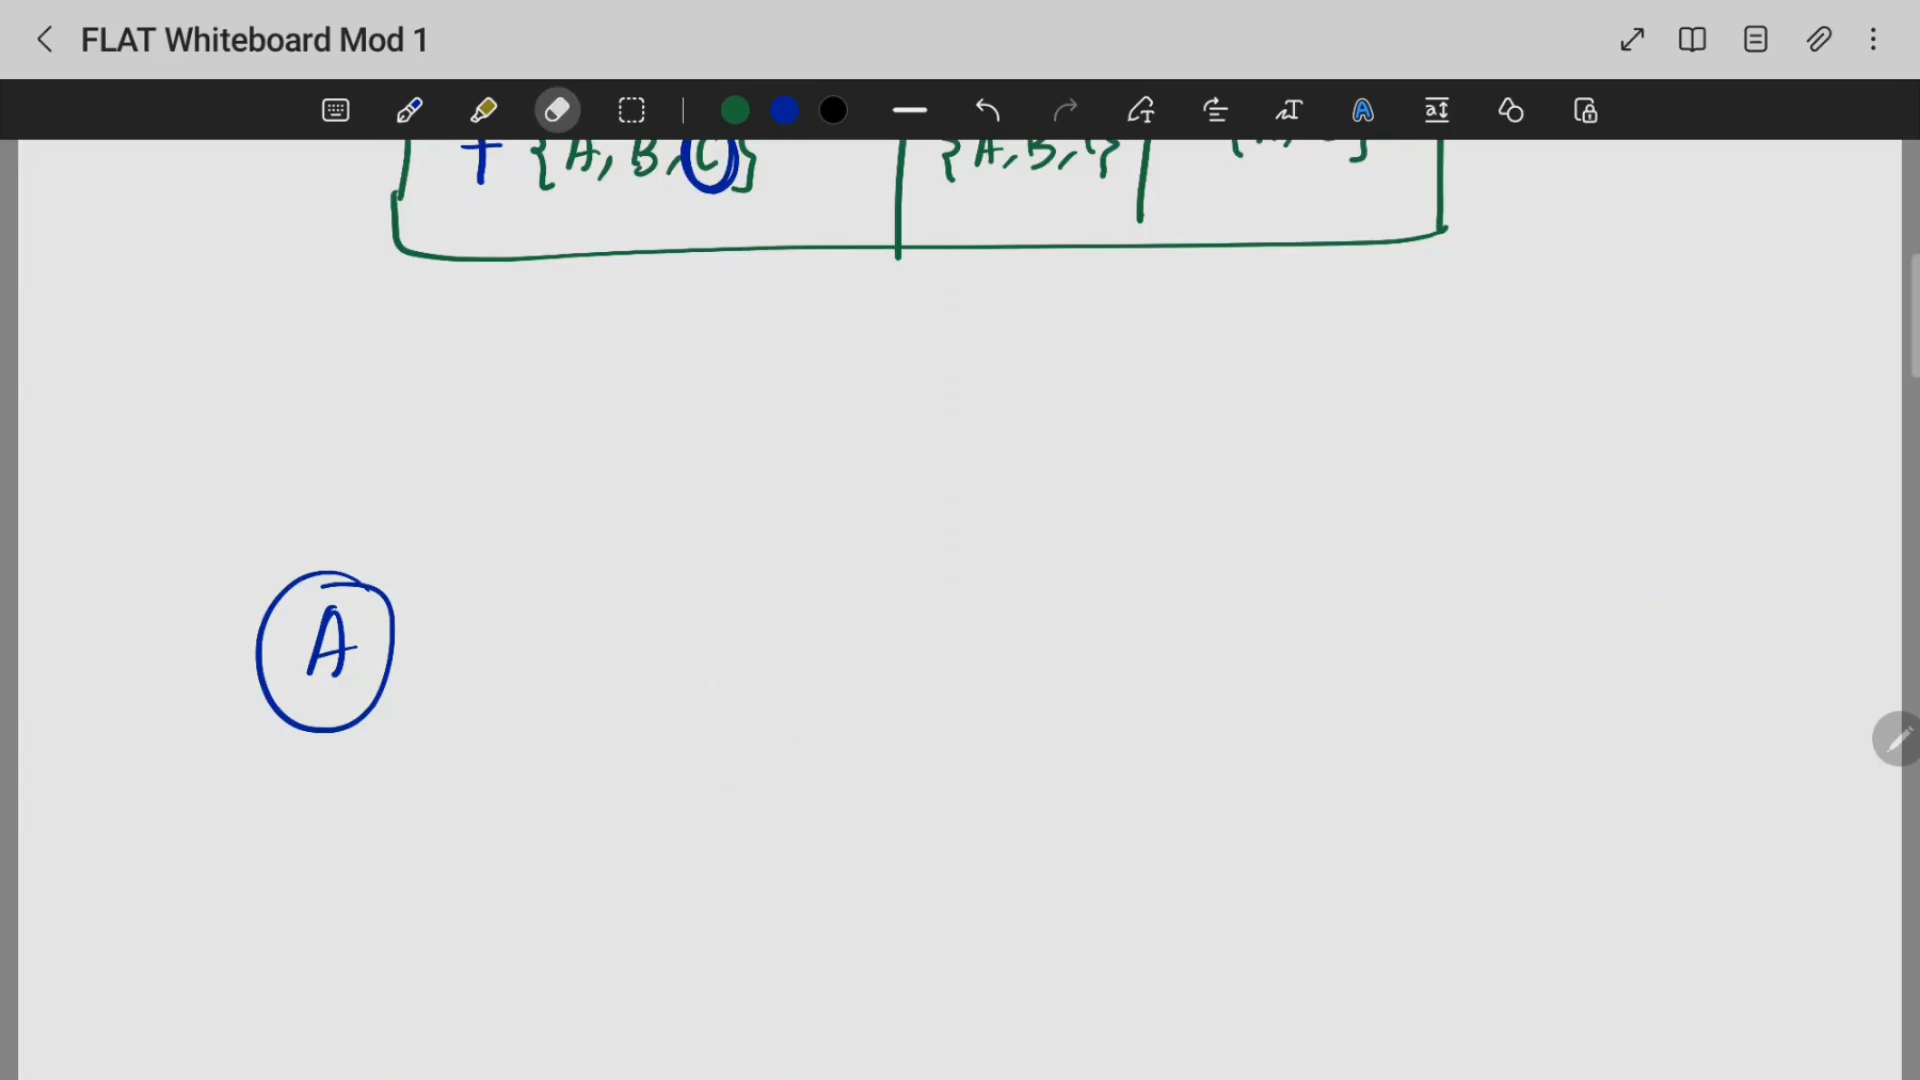 FLAT Whiteboard Mod 1
+ {A, B, C} {A, B, C}
A